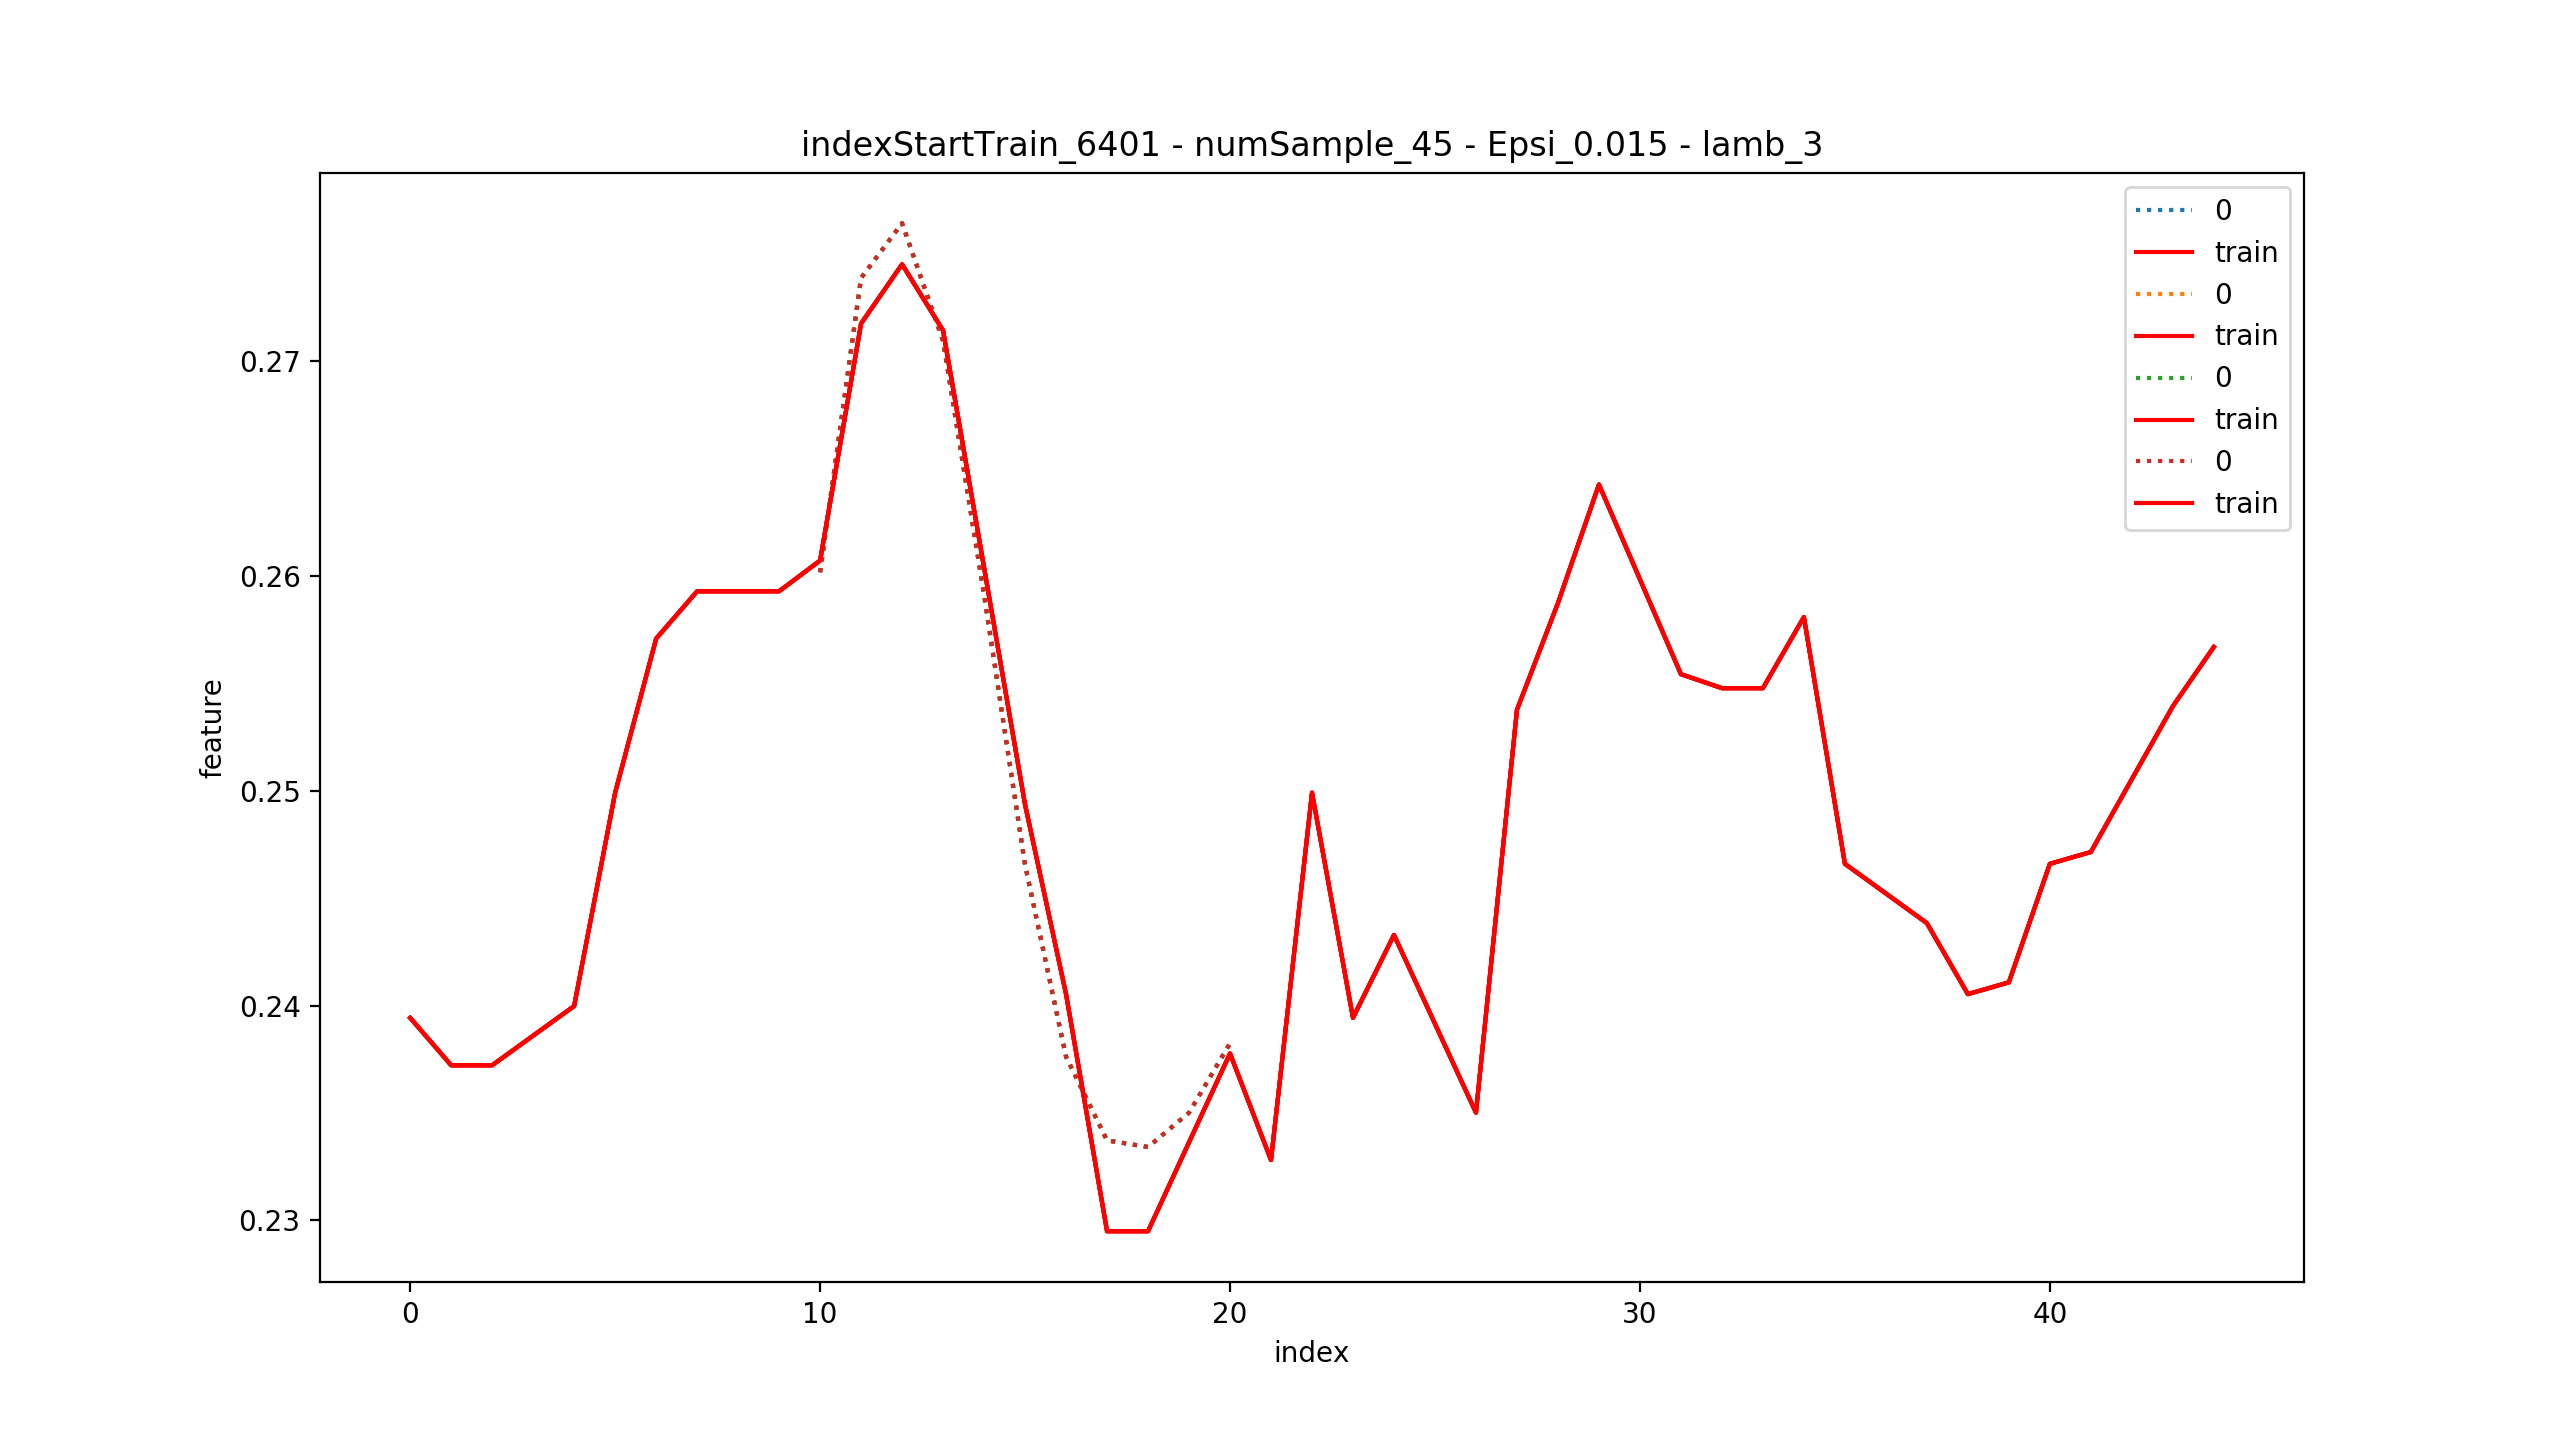 indexStartTrain_6401 - numSample_45 - Epsi_0.015 - lamb_3
0
train
0
train
0
train
0
train
0.27
0.26
0.25
0.24
0.23
feature
0 10 20 30 40
index